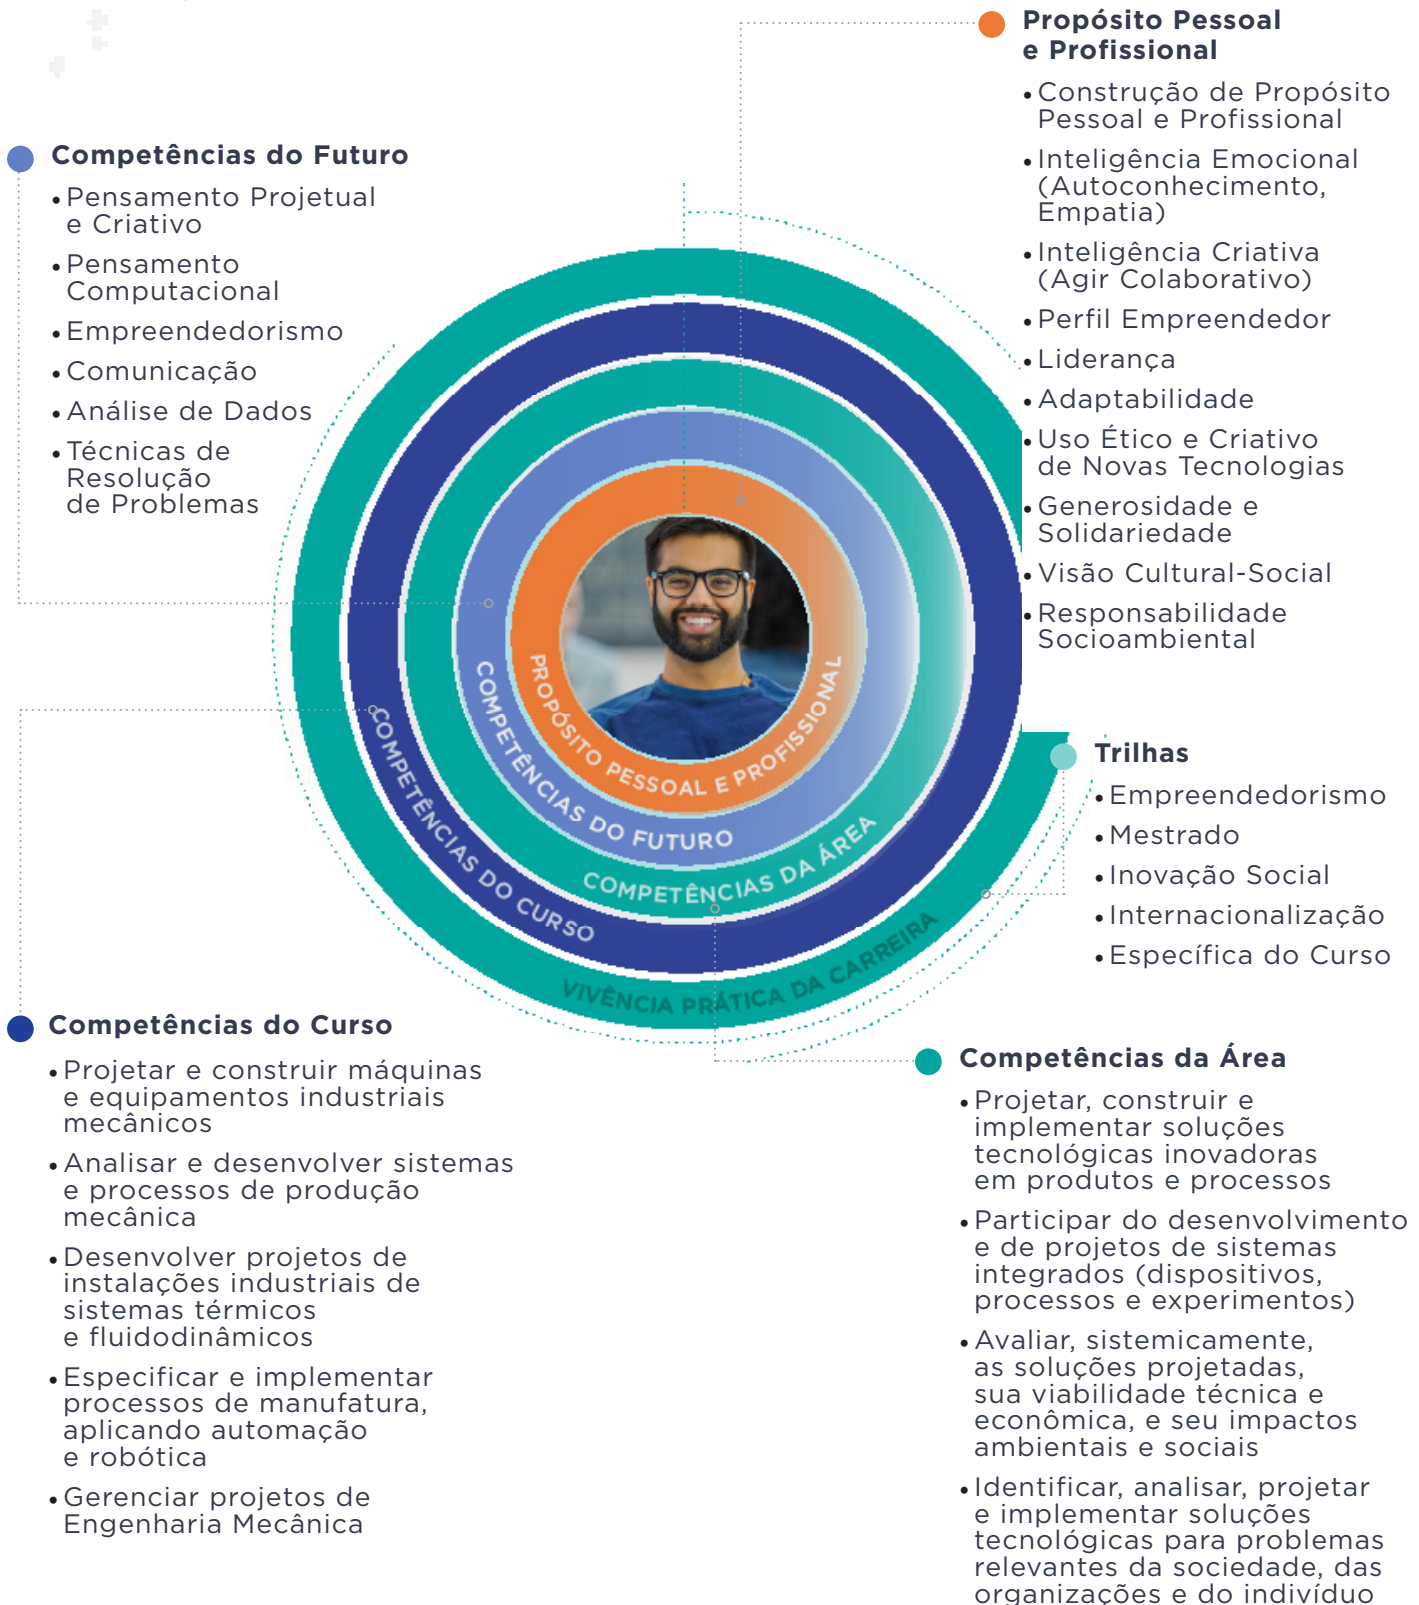 Propósito Pessoal
e Profissional
• Construção de Propósito
Pessoal e Profissional
• Inteligência Emocional
(Autoconhecimento,
Empatia)
• Inteligência Criativa
(Agir Colaborativo)
• Perfil Empreendedor
• Liderança
• Adaptabilidade
• Uso Ético e Criativo
de Novas Tecnologias
• Generosidade e
Solidariedade
• Visão Cultural-Social
• Responsabilidade
Socioambiental
Competências do Futuro
• Pensamento Projetual
e Criativo
• Pensamento
Computacional
• Empreendedorismo
• Comunicação
• Análise de Dados
• Técnicas de
Resolução
de Problemas
PROPÓSITO PESSOAL E PROFISSIONAL
COMPETÊNCIAS DO FUTURO
COMPETÊNCIAS DA ÁREA
COMPETÊNCIAS DO CURSO
VIVÊNCIA PRÁTICA DA CARREIRA
Trilhas
• Empreendedorismo
• Mestrado
• Inovação Social
• Internacionalização
• Específica do Curso
Competências do Curso
• Projetar e construir máquinas
e equipamentos industriais
mecânicos
• Analisar e desenvolver sistemas
e processos de produção
mecânica
• Desenvolver projetos de
instalações industriais de
sistemas térmicos
e fluidodinâmicos
• Especificar e implementar
processos de manufatura,
aplicando automação
e robótica
• Gerenciar projetos de
Engenharia Mecânica
Competências da Área
• Projetar, construir e
implementar soluções
tecnológicas inovadoras
em produtos e processos
• Participar do desenvolvimento
e de projetos de sistemas
integrados (dispositivos,
processos e experimentos)
• Avaliar, sistemicamente,
as soluções projetadas,
sua viabilidade técnica e
econômica, e seu impactos
ambientais e sociais
• Identificar, analisar, projetar
e implementar soluções
tecnológicas para problemas
relevantes da sociedade, das
organizações e do indivíduo